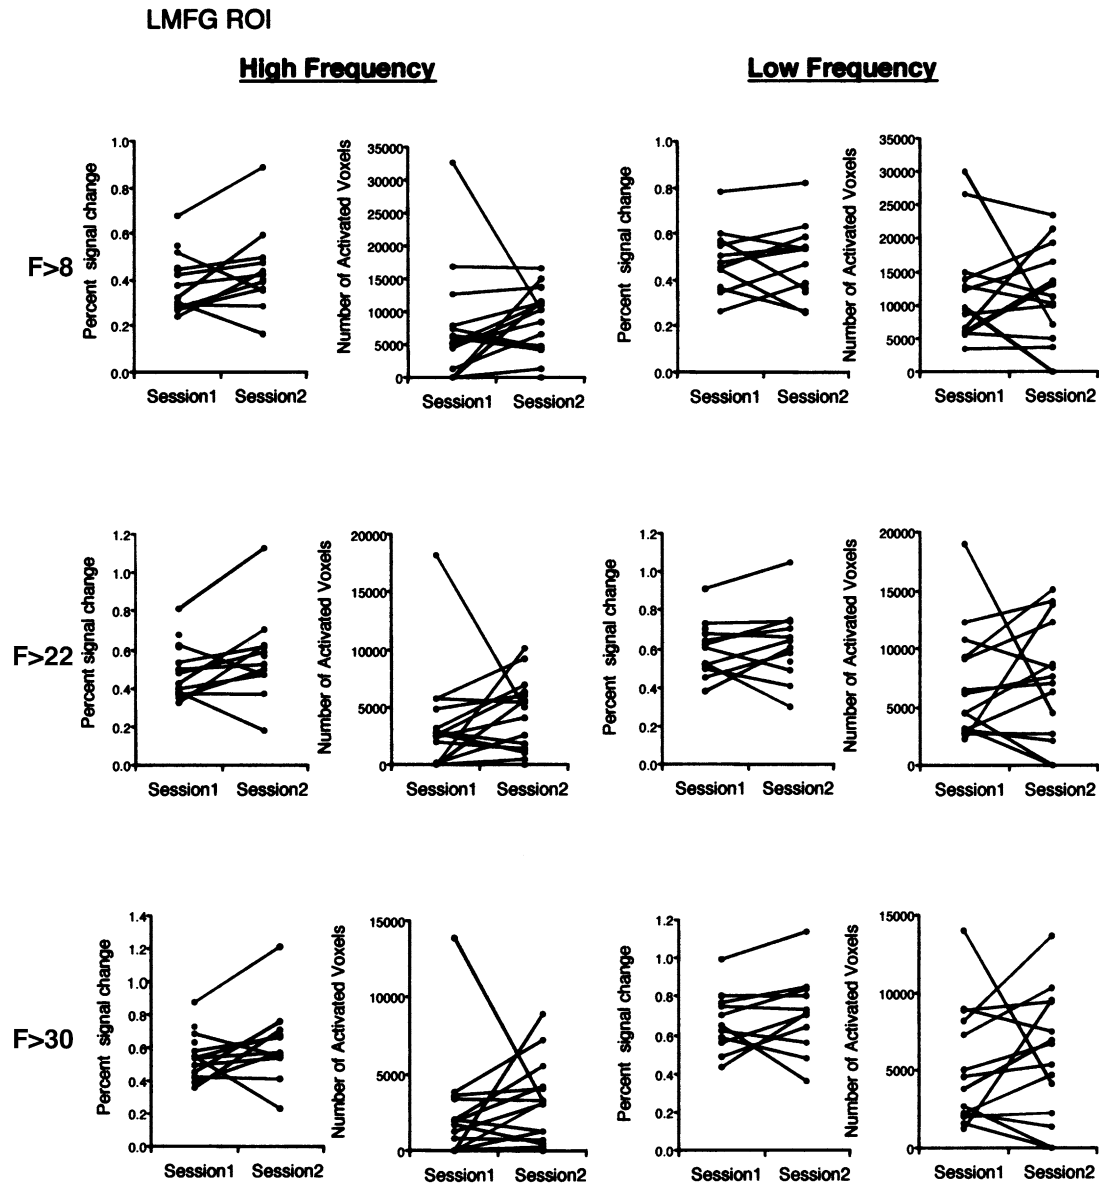 LMFG ROI
High Frequency
Low Frequency
F>8
Percent signal change
1.0
0.8
0.6
0.4
0.2
0.0
Session1 Session2
Number of Activated Voxels
35000
30000
25000
20000
15000
10000
5000
0
Session1 Session2
Percent signal change
1.0
0.8
0.6
0.4
0.2
0.0
Session1 Session2
Number of Activated Voxels
35000
30000
25000
20000
15000
10000
5000
0
Session1 Session2
F>22
Percent signal change
1.2
1.0
0.8
0.6
0.4
0.2
0.0
Session1 Session2
Number of Activated Voxels
20000
15000
10000
5000
0
Session1 Session2
Percent signal change
1.2
1.0
0.8
0.6
0.4
0.2
0.0
Session1 Session2
Number of Activated Voxels
20000
15000
10000
5000
0
Session1 Session2
F>30
Percent signal change
1.4
1.2
1.0
0.8
0.6
0.4
0.2
0.0
Session1 Session2
Number of Activated Voxels
15000
10000
5000
0
Session1 Session2
Percent signal change
1.2
1.0
0.8
0.6
0.4
0.2
0.0
Session1 Session2
Number of Activated Voxels
15000
10000
5000
0
Session1 Session2